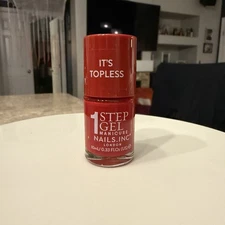 IT'S
TOPLESS
1 STEP
GEL
MANICURE
NAILS.INC
LONDON